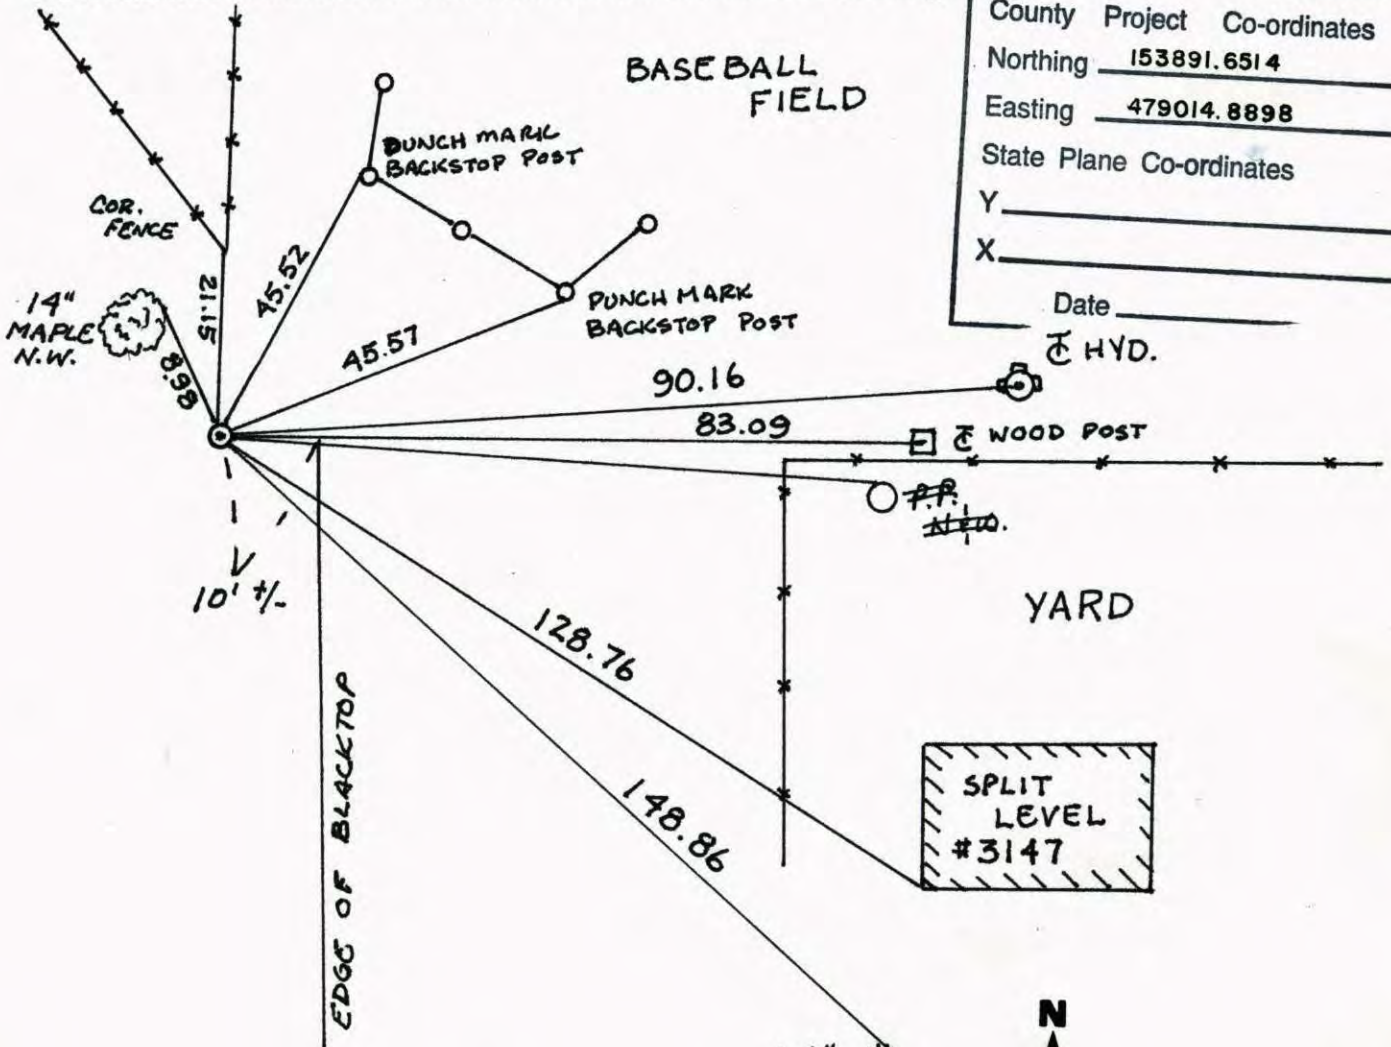 County Project Co-ordinates
Northing 153891.6514
Easting 479014.8898
State Plane Co-ordinates
Y
X
Date
BASEBALL
FIELD
PUNCH MARK
BACKSTOP POST
COR.
FENCE
21.15
45.52
14"
MAPLE
N.W.
8.98
45.57
PUNCH MARK
BACKSTOP POST
℄ HYD.
90.16
83.09
℄ WOOD POST
P.P.
10' +/-
YARD
128.76
148.86
EDGE OF BLACKTOP
SPLIT
LEVEL
#3147
N